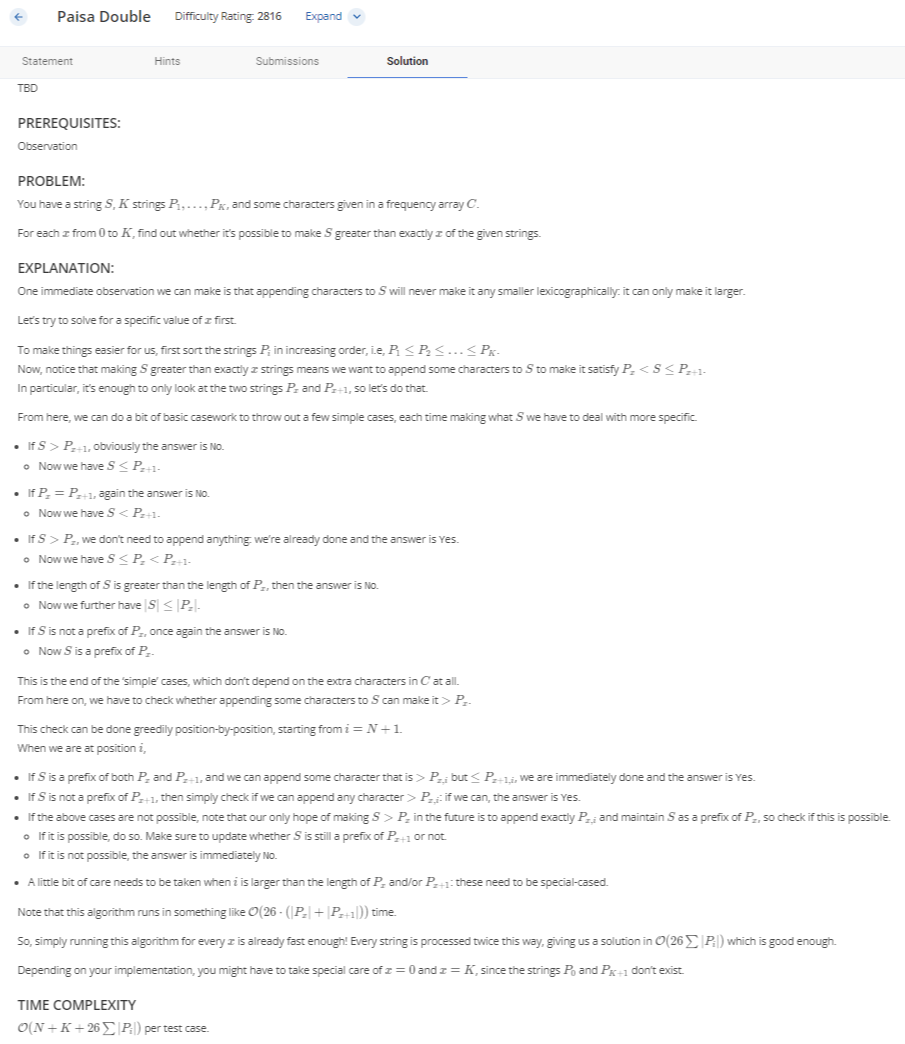 ← Paisa Double Difficulty Rating: 2816 Expand
Statement Hints Submissions Solution
TBD
PREREQUISITES:
Observation
PROBLEM:
You have a string S, K strings P₁, . . . , P_K, and some characters given in a frequency array C.
For each x from 0 to K, find out whether it's possible to make S greater than exactly x of the given strings.
EXPLANATION:
One immediate observation we can make is that appending characters to S will never make it any smaller lexicographically: it can only make it larger.
Let's try to solve for a specific value of x first.
To make things easier for us, first sort the strings P_i in increasing order, i.e, P₁ ≤ P₂ ≤ . . . ≤ P_K.
Now, notice that making S greater than exactly x strings means we want to append some characters to S to make it satisfy P_x < S ≤ P_{x+1}.
In particular, it's enough to only look at the two strings P_x and P_{x+1}, so let's do that.
From here, we can do a bit of basic casework to throw out a few simple cases, each time making what S we have to deal with more specific.
• If S > P_{x+1}, obviously the answer is No.
○ Now we have S ≤ P_{x+1}.
• If P_x = P_{x+1}, again the answer is No.
○ Now we have S < P_{x+1}.
• If S > P_x, we don't need to append anything: we're already done and the answer is Yes.
○ Now we have S ≤ P_x < P_{x+1}.
• If the length of S is greater than the length of P_x, then the answer is No.
○ Now we further have |S| ≤ |P_x|.
• If S is not a prefix of P_x, once again the answer is No.
○ Now S is a prefix of P_x.
This is the end of the 'simple' cases, which don't depend on the extra characters in C at all.
From here on, we have to check whether appending some characters to S can make it > P_x.
This check can be done greedily position-by-position, starting from i = N + 1.
When we are at position i,
• If S is a prefix of both P_x and P_{x+1}, and we can append some character that is > P_{x,i} but ≤ P_{x+1,i}, we are immediately done and the answer is Yes.
• If S is not a prefix of P_{x+1}, then simply check if we can append any character > P_{x,i}: if we can, the answer is Yes.
• If the above cases are not possible, note that our only hope of making S > P_x in the future is to append exactly P_{x,i} and maintain S as a prefix of P_x, so check if this is possible.
○ If it is possible, do so. Make sure to update whether S is still a prefix of P_{x+1} or not.
○ If it is not possible, the answer is immediately No.
• A little bit of care needs to be taken when i is larger than the length of P_x and/or P_{x+1}: these need to be special-cased.
Note that this algorithm runs in something like O(26 · (|P_x| + |P_{x+1}|)) time.
So, simply running this algorithm for every x is already fast enough! Every string is processed twice this way, giving us a solution in O(26 ∑ |P_i|) which is good enough.
Depending on your implementation, you might have to take special care of x = 0 and x = K, since the strings P₀ and P_{K+1} don't exist.
TIME COMPLEXITY
O(N + K + 26 ∑ |P_i|) per test case.